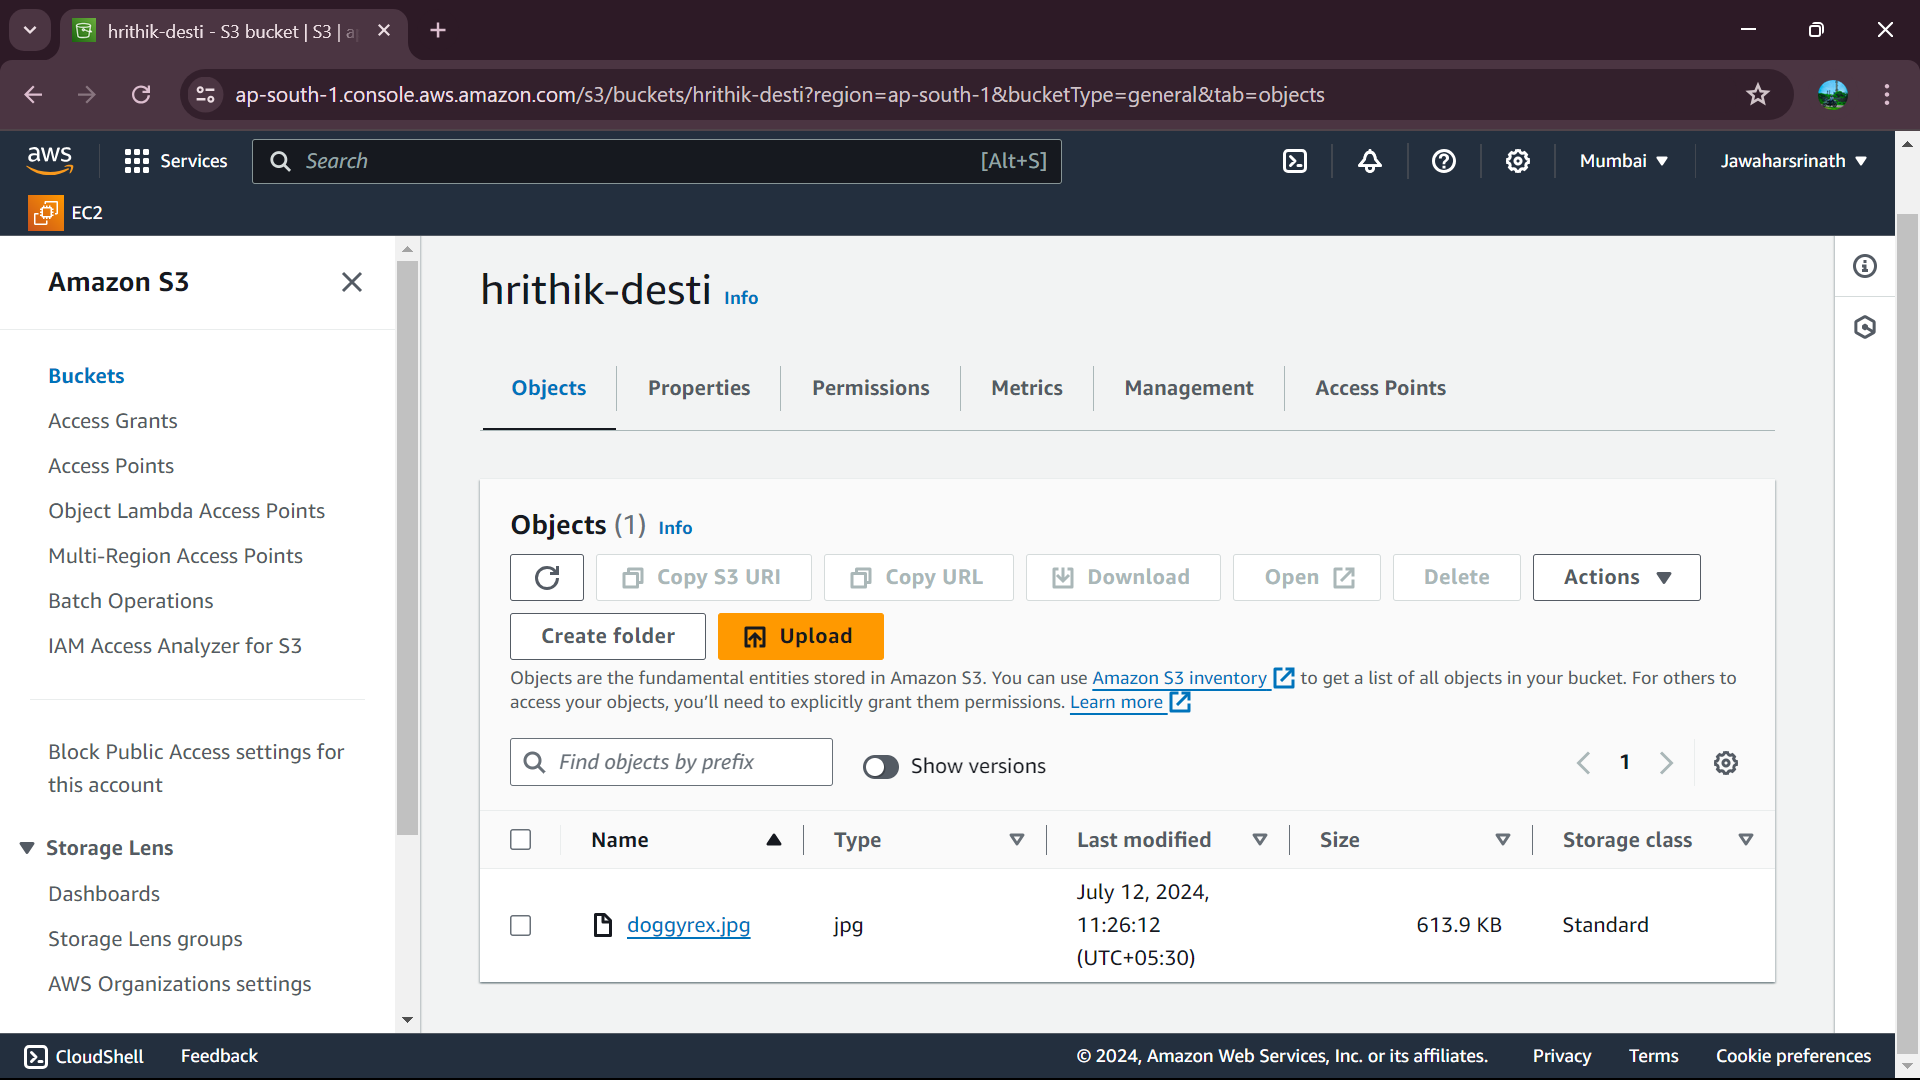 hrithik-desti - S3 bucket | S3 |
ap-south-1.console.aws.amazon.com/s3/buckets/hrithik-desti?region=ap-south-1&bucketType=general&tab=objects
aws
Services
Search
[Alt+S]
Mumbai
Jawaharsrinath
EC2
Amazon S3
Buckets
Access Grants
Access Points
Object Lambda Access Points
Multi-Region Access Points
Batch Operations
IAM Access Analyzer for S3
Block Public Access settings for
this account
Storage Lens
Dashboards
Storage Lens groups
AWS Organizations settings
hrithik-desti Info
Objects
Properties
Permissions
Metrics
Management
Access Points
Objects (1) Info
Copy S3 URI
Copy URL
Download
Open
Delete
Actions
Create folder
Upload
Objects are the fundamental entities stored in Amazon S3. You can use Amazon S3 inventory to get a list of all objects in your bucket. For others to
access your objects, you’ll need to explicitly grant them permissions. Learn more
Find objects by prefix
Show versions
1
Name
Type
Last modified
Size
Storage class
doggyrex.jpg
jpg
July 12, 2024,
11:26:12
(UTC+05:30)
613.9 KB
Standard
CloudShell
Feedback
© 2024, Amazon Web Services, Inc. or its affiliates.
Privacy
Terms
Cookie preferences